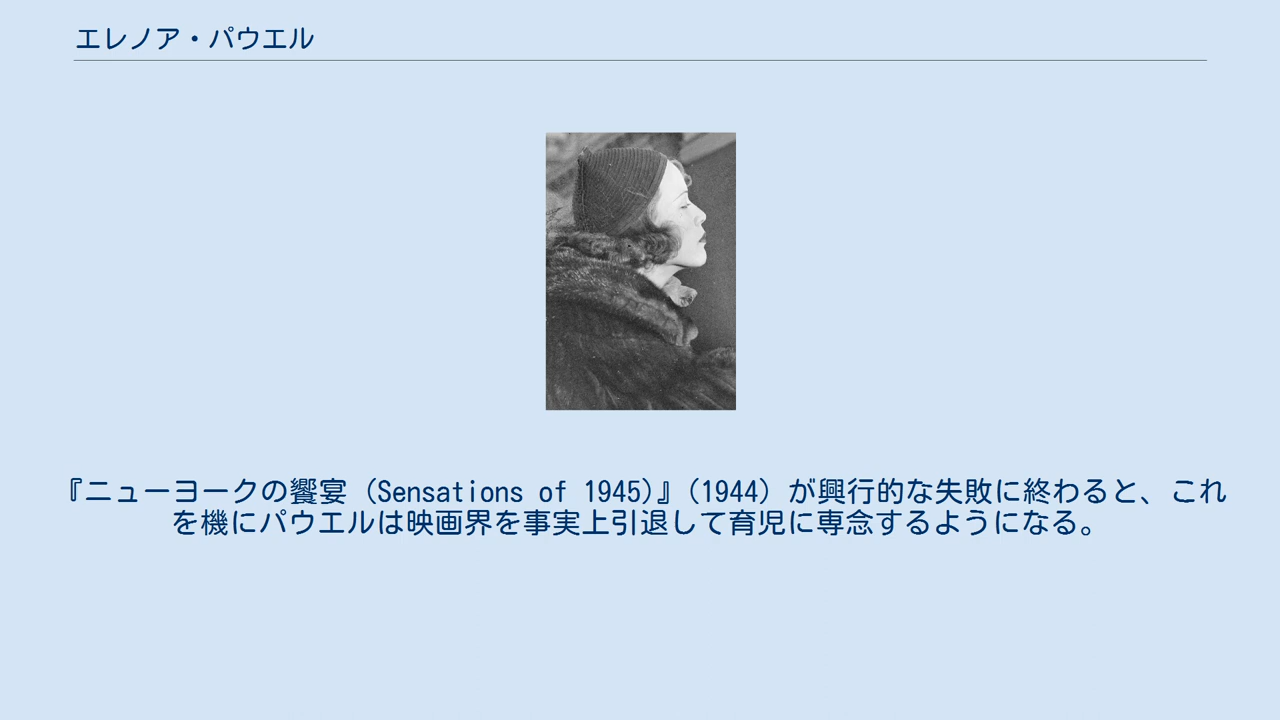 エレノア・パウエル
『ニューヨークの饗宴（Sensations of 1945)』(1944) が興行的な失敗に終わると、これ
を機にパウエルは映画界を事実上引退して育児に専念するようになる。